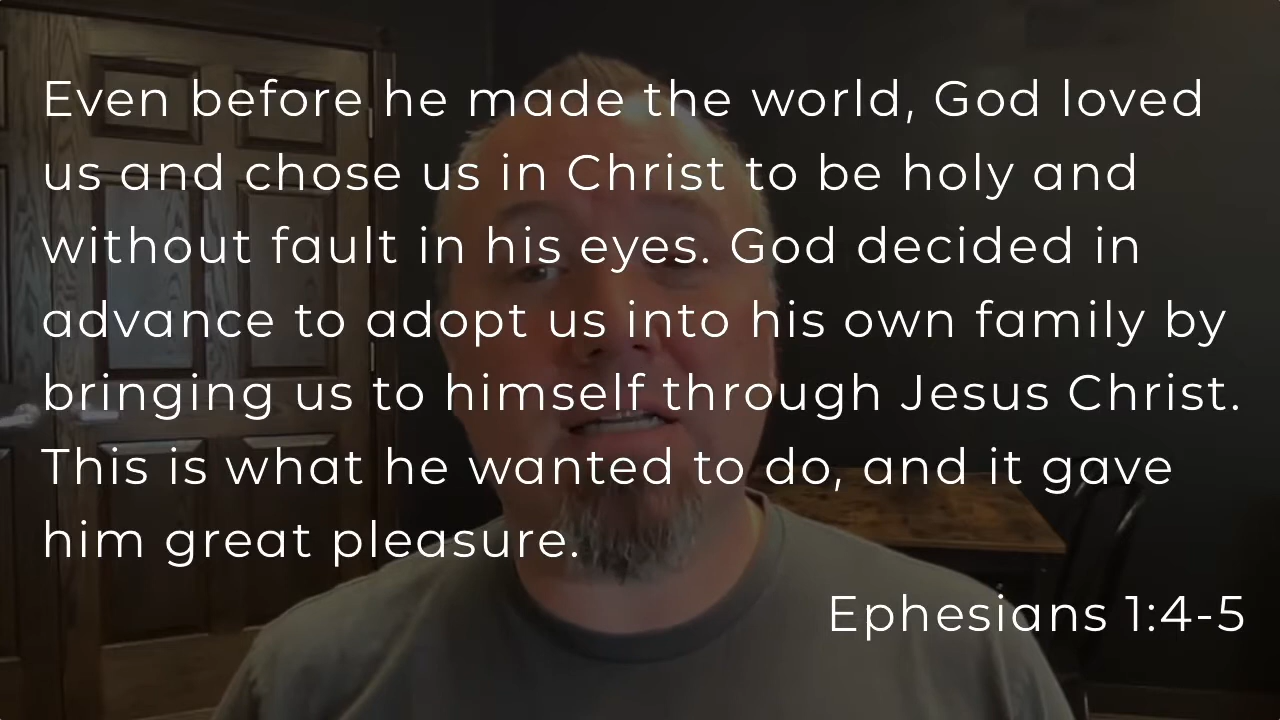 Even before he made the world, God loved
us and chose us in Christ to be holy and
without fault in his eyes. God decided in
advance to adopt us into his own family by
bringing us to himself through Jesus Christ.
This is what he wanted to do, and it gave
him great pleasure.
Ephesians 1:4-5